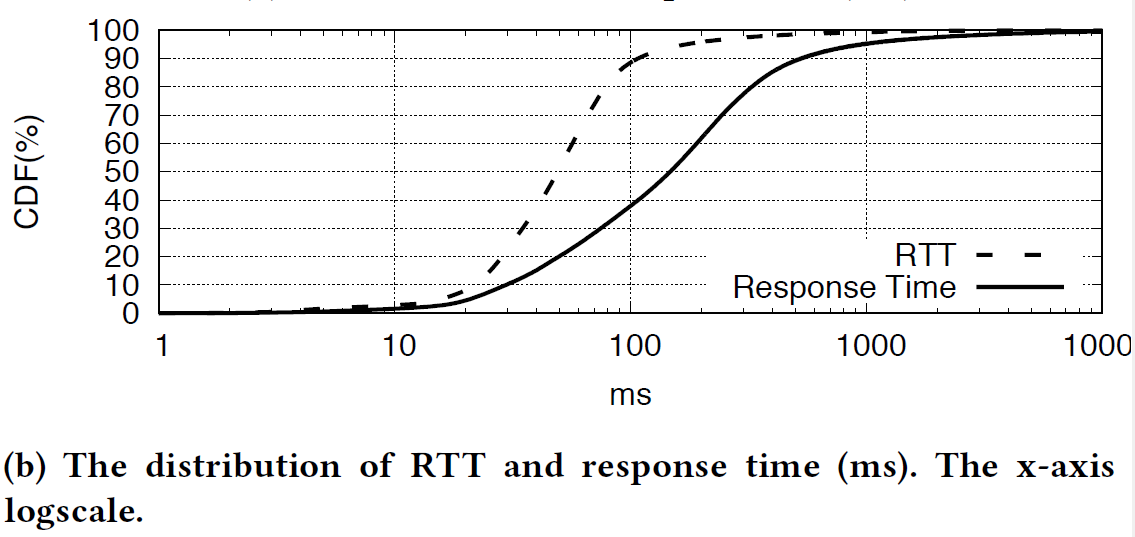 100
90
80
70
60
50
40
30
20
10
0
CDF(%)
RTT
Response Time
1 10 100 1000 1000
ms
(b) The distribution of RTT and response time (ms). The x-axis
logscale.